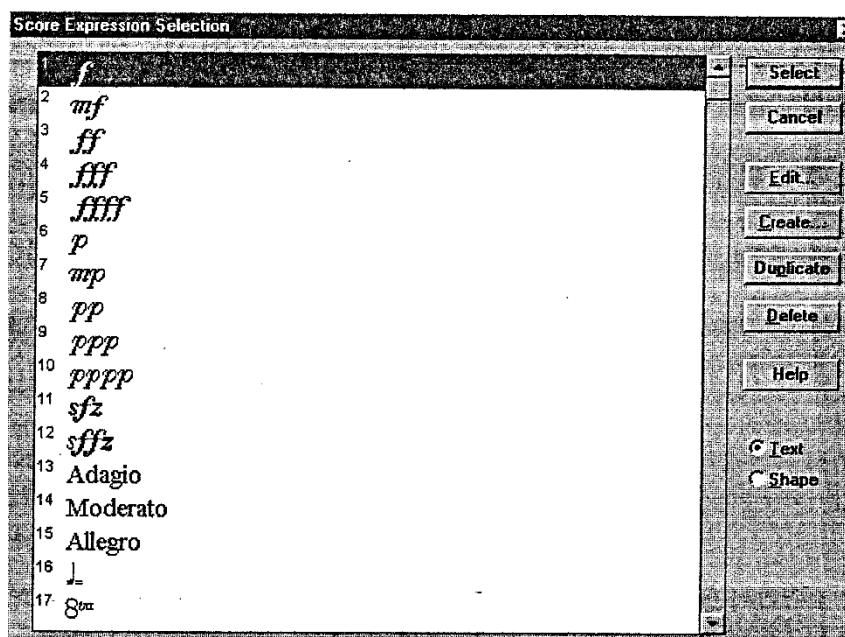 Score Expression Selection
1 f
2 mf
3 ff
4 fff
5 ffff
6 p
7 mp
8 pp
9 ppp
10 pppp
11 sfz
12 sffz
13 Adagio
14 Moderato
15 Allegro
16 ♩=
17 8va
Select
Cancel
Edit...
Create...
Duplicate
Delete
Help
Text
Shape